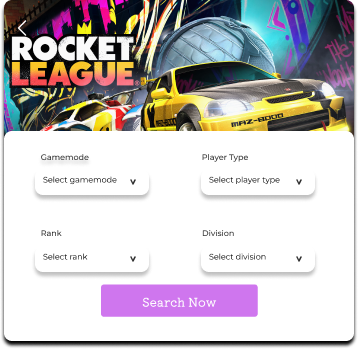 ROCKET
LEAGUE
MAZ-8000
Gamemode
Player Type
Select gamemode
Select player type
Rank
Division
Select rank
Select division
Search Now